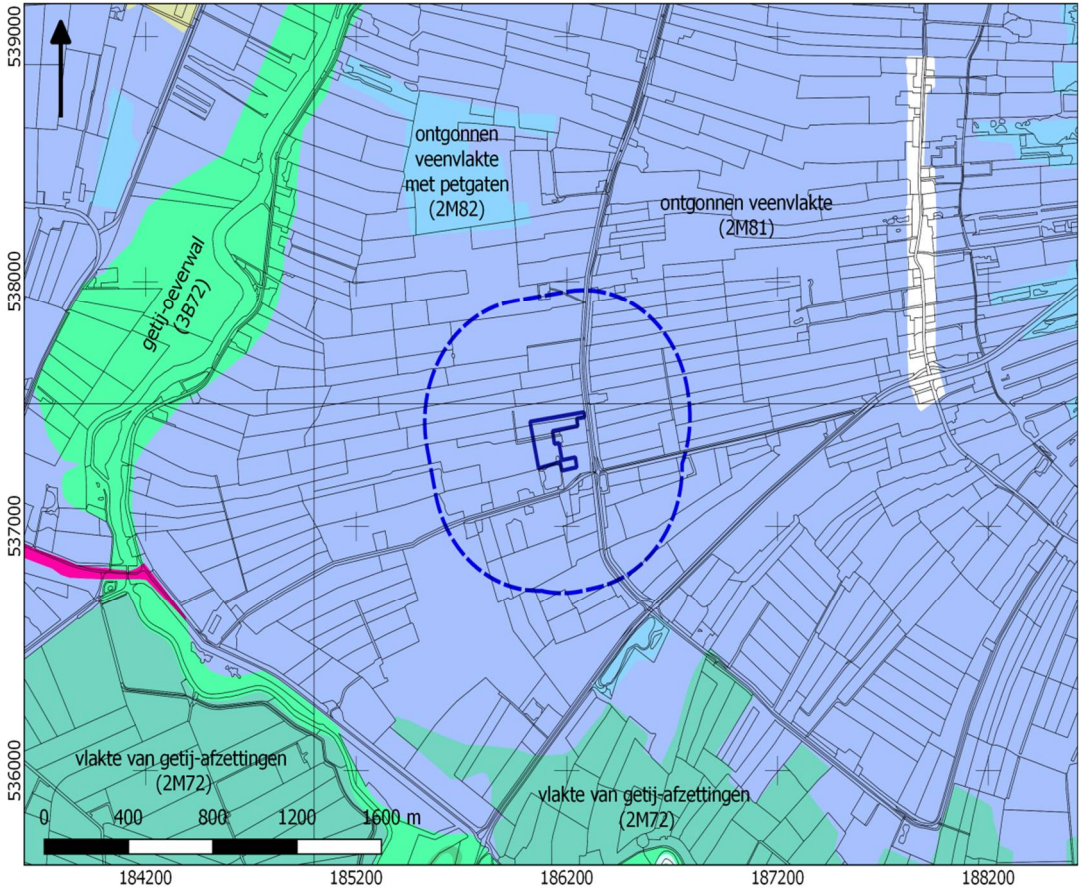 539000
538000
537000
536000
ontgonnen
veenvlakte
met petgaten
(2M82)
ontgonnen veenvlakte
(2M81)
getij-oeverwal
(3B72)
vlakte van getij-afzettingen
(2M72)
vlakte van getij-afzettingen
(2M72)
0 400 800 1200 1600 m
184200 185200 186200 187200 188200